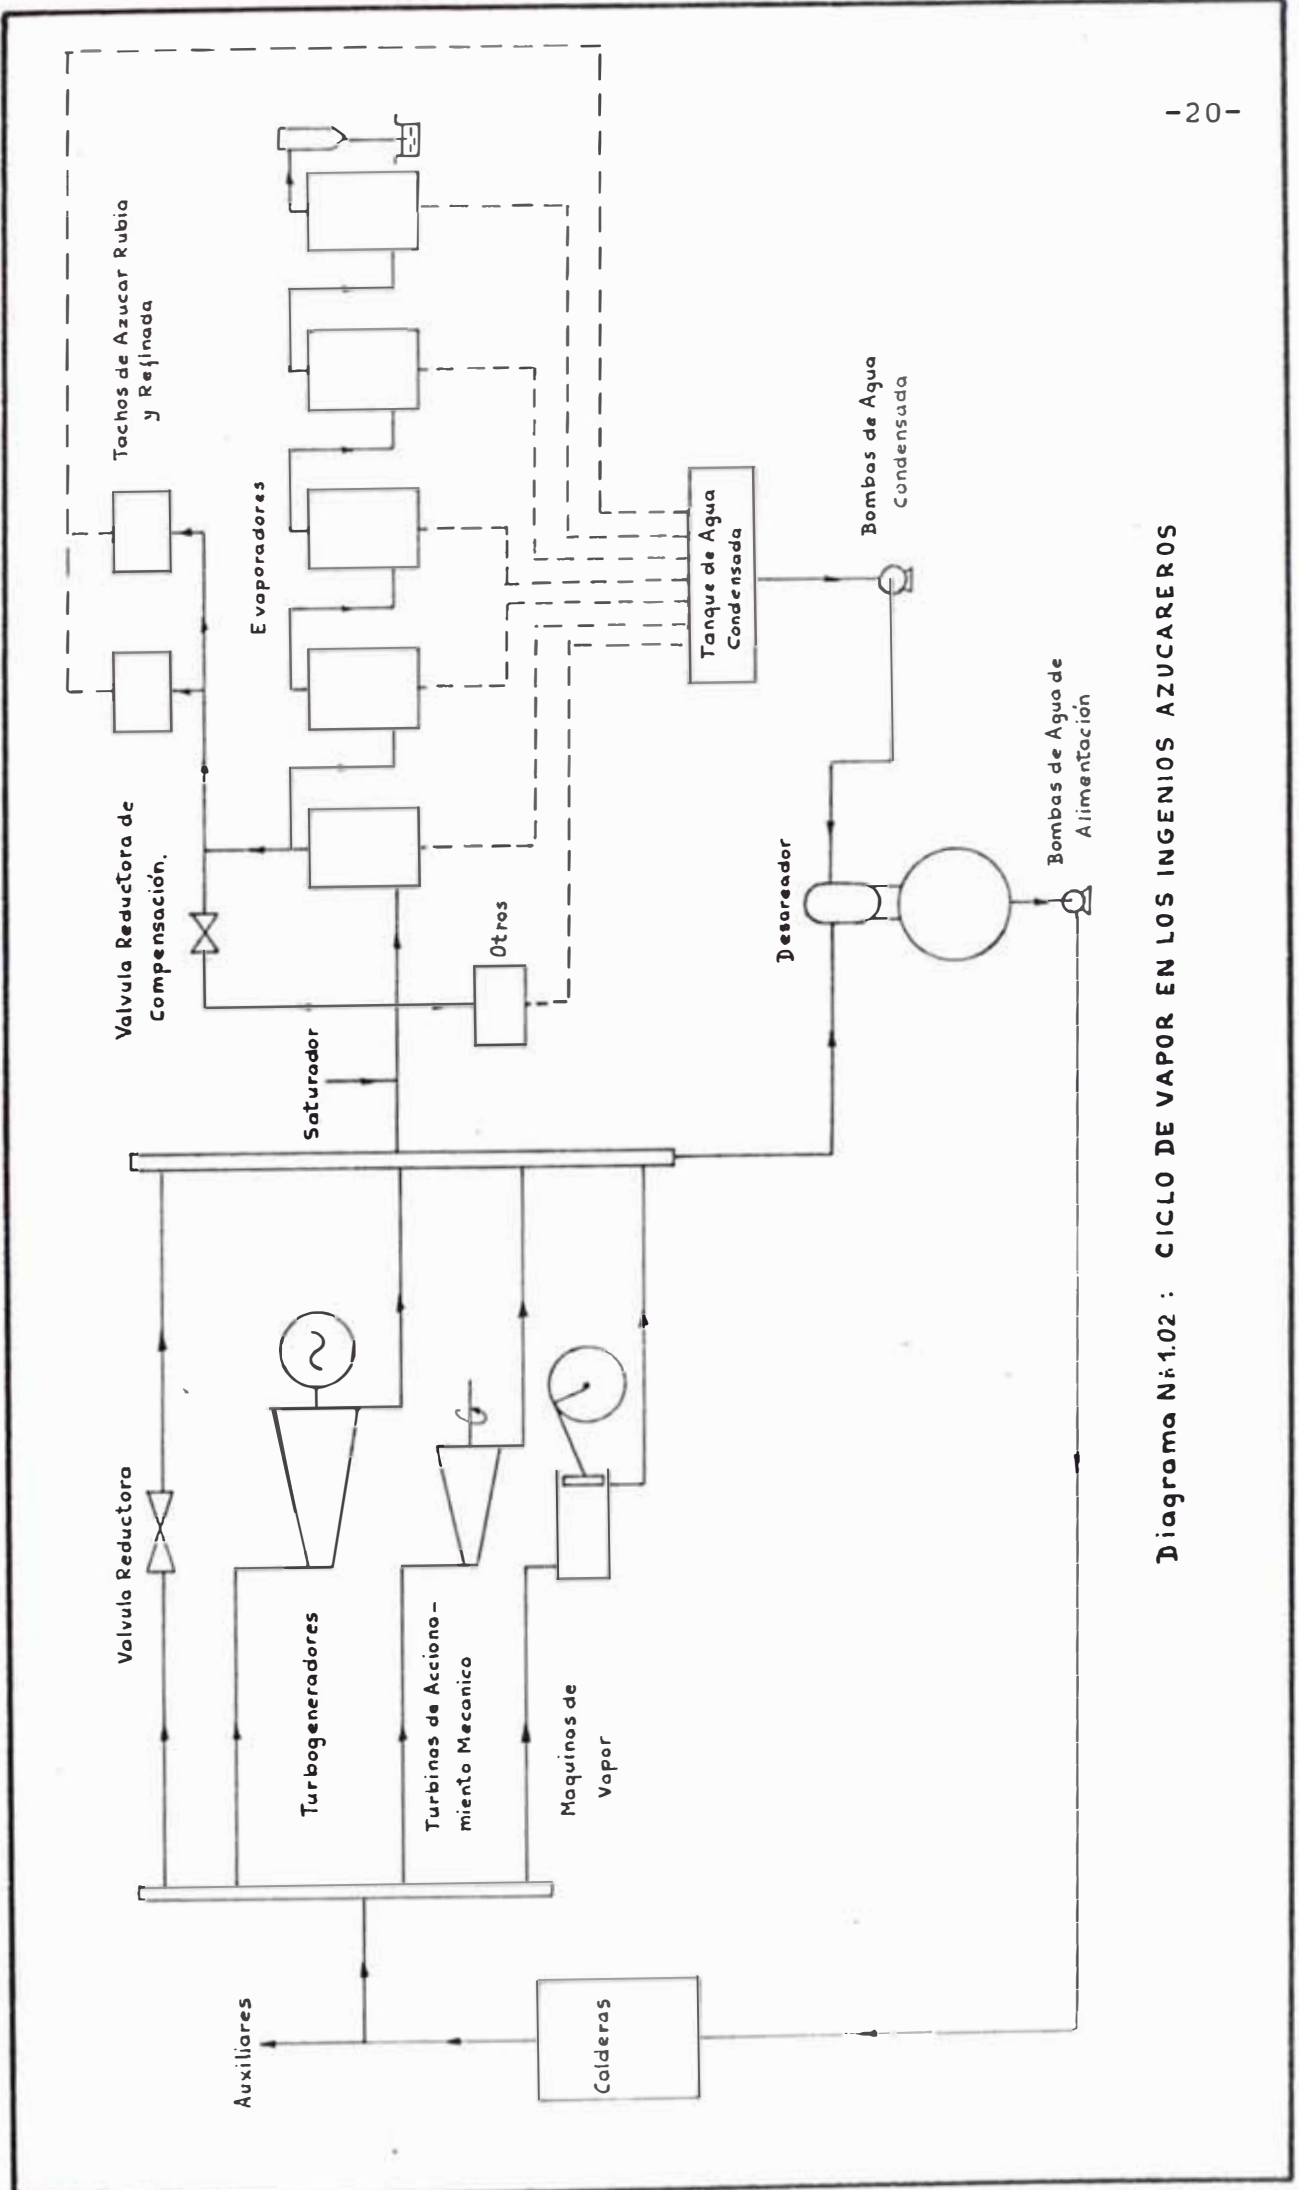 -20-
Tachos de Azucar Rubia
y Refinada
Evaporadores
Valvula Reductora de
Compensación.
Saturador
Otros
Tanque de Agua
Condensada
Bombas de Agua
Condensada
Desareador
Bombas de Agua de
Alimentación
Valvula Reductora
Turbogeneradores
Turbinas de Acciona-
miento Mecanico
Maquinas de
Vapor
Auxiliares
Calderas
Diagrama Nº 1.02 : CICLO DE VAPOR EN LOS INGENIOS AZUCAREROS